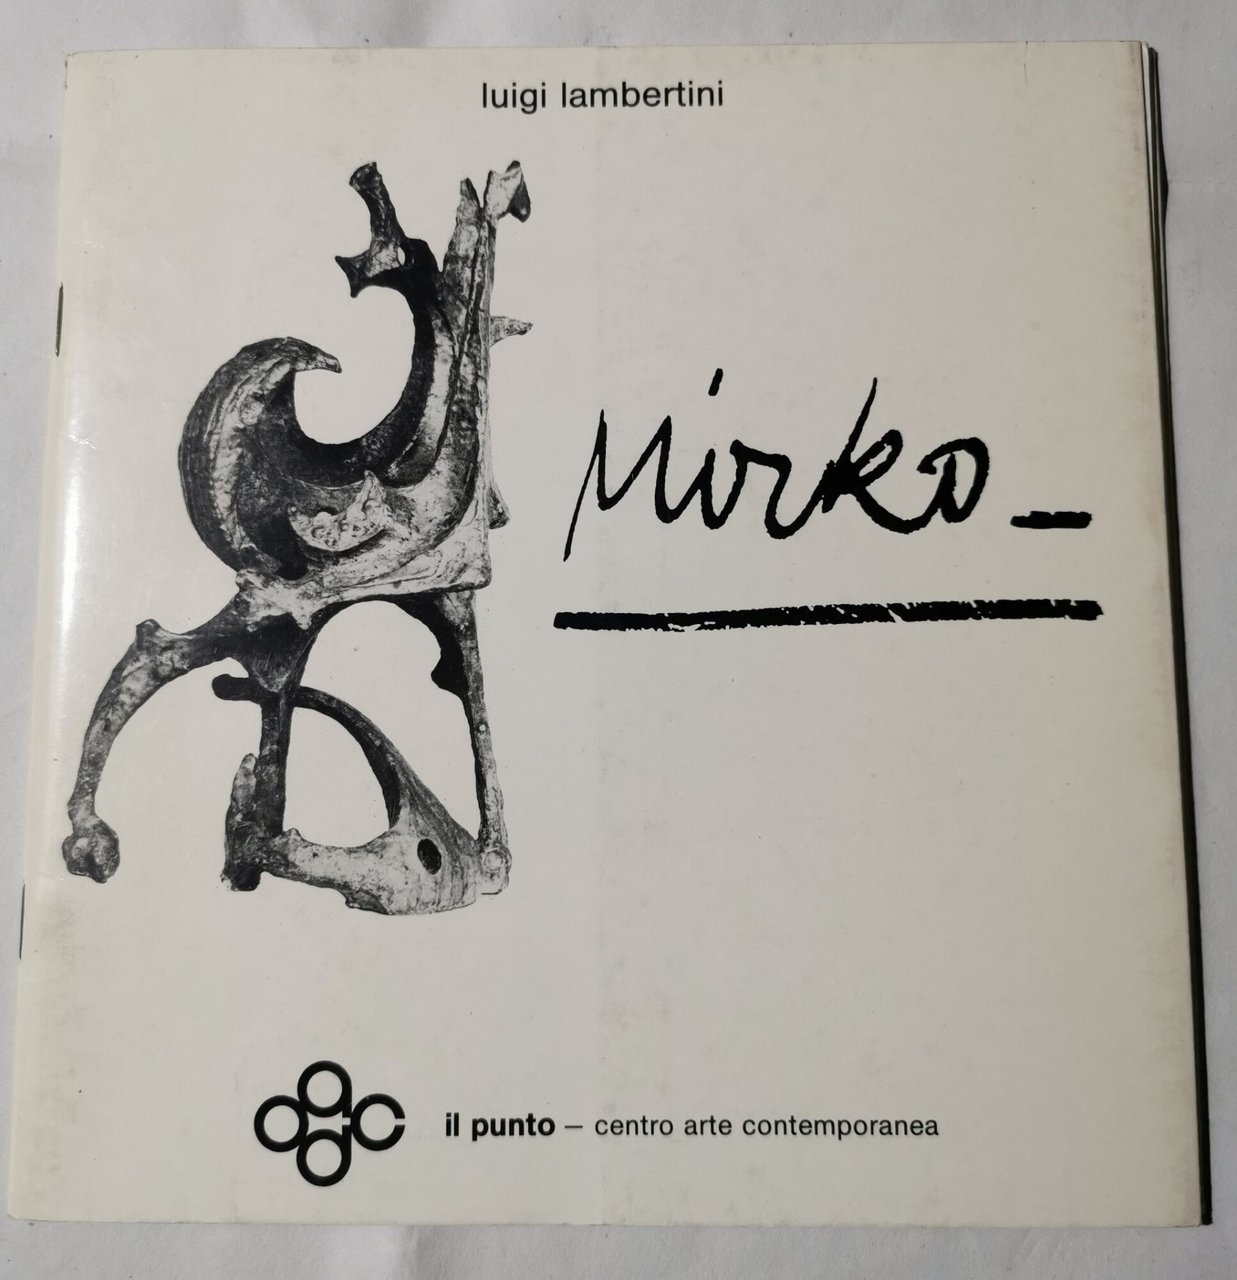 luigi lambertini
Mirko
il punto — centro arte contemporanea